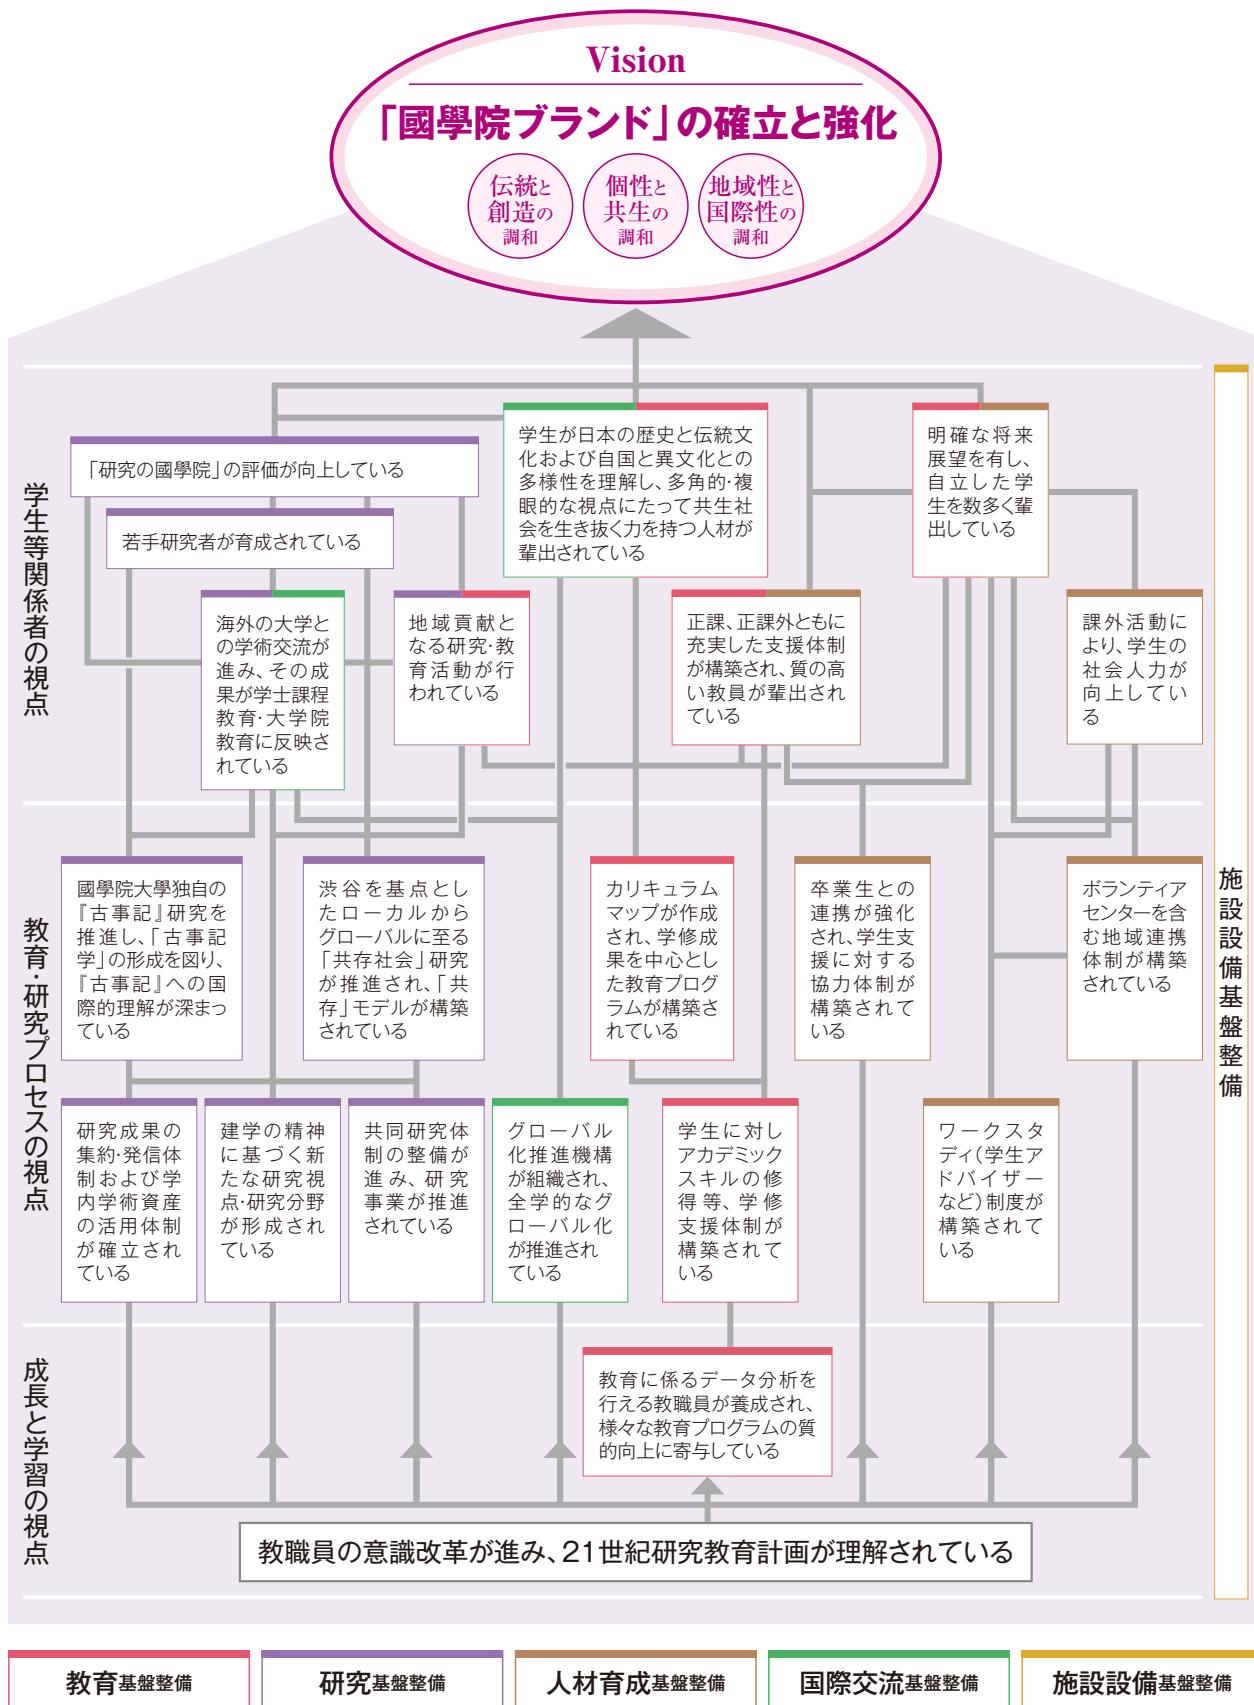 Vision
「國學院ブランド」の確立と強化
伝統と
創造の
調和
個性と
共生の
調和
地域性と
国際性の
調和
学生等関係者の視点
「研究の國學院」の評価が向上している
若手研究者が育成されている
学生が日本の歴史と伝統文
化および自国と異文化との
多様性を理解し、多角的・複
眼的な視点にたって共生社
会を生き抜く力を持つ人材が
輩出されている
明確な将来
展望を有し、
自立した学
生を数多く輩
出している
海外の大学と
の学術交流が
進み、その成
果が学士課程
教育・大学院
教育に反映さ
れている
地域貢献と
なる研究・教
育活動が行
われている
正課、正課外ともに
充実した支援体制
が構築され、質の高
い教員が輩出され
ている
課外活動に
より、学生の
社会人力が
向上してい
る
教育・研究プロセスの視点
國學院大學独自の
『古事記』研究を
推進し、「古事記
学」の形成を図り、
『古事記』への国
際的理解が深まっ
ている
渋谷を基点とし
たローカルから
グローバルに至る
「共存社会」研究
が推進され、「共
存」モデルが構築
されている
カリキュラム
マップが作成
され、学修成
果を中心とし
た教育プログ
ラムが構築さ
れている
卒業生との
連携が強化
され、学生支
援に対する
協力体制が
構築されて
いる
ボランティア
センターを含
む地域連携
体制が構築
されている
研究成果の
集約・発信体
制および学
内学術資産
の活用体制
が確立され
ている
建学の精神
に基づく新
たな研究視
点・研究分野
が形成され
ている
共同研究体
制の整備が
進み、研究
事業が推進
されている
グローバル
化推進機構
が組織され、
全学的なグ
ローバル化
が推進され
ている
学生に対し
アカデミック
スキルの修
得等、学修
支援体制が
構築されて
いる
ワークスタ
ディ(学生ア
ドバイザー
など)制度が
構築されて
いる
成長と学習の視点
教育に係るデータ分析を
行える教職員が養成され、
様々な教育プログラムの質
的向上に寄与している
教職員の意識改革が進み、21世紀研究教育計画が理解されている
施設設備基盤整備
教育基盤整備
研究基盤整備
人材育成基盤整備
国際交流基盤整備
施設設備基盤整備